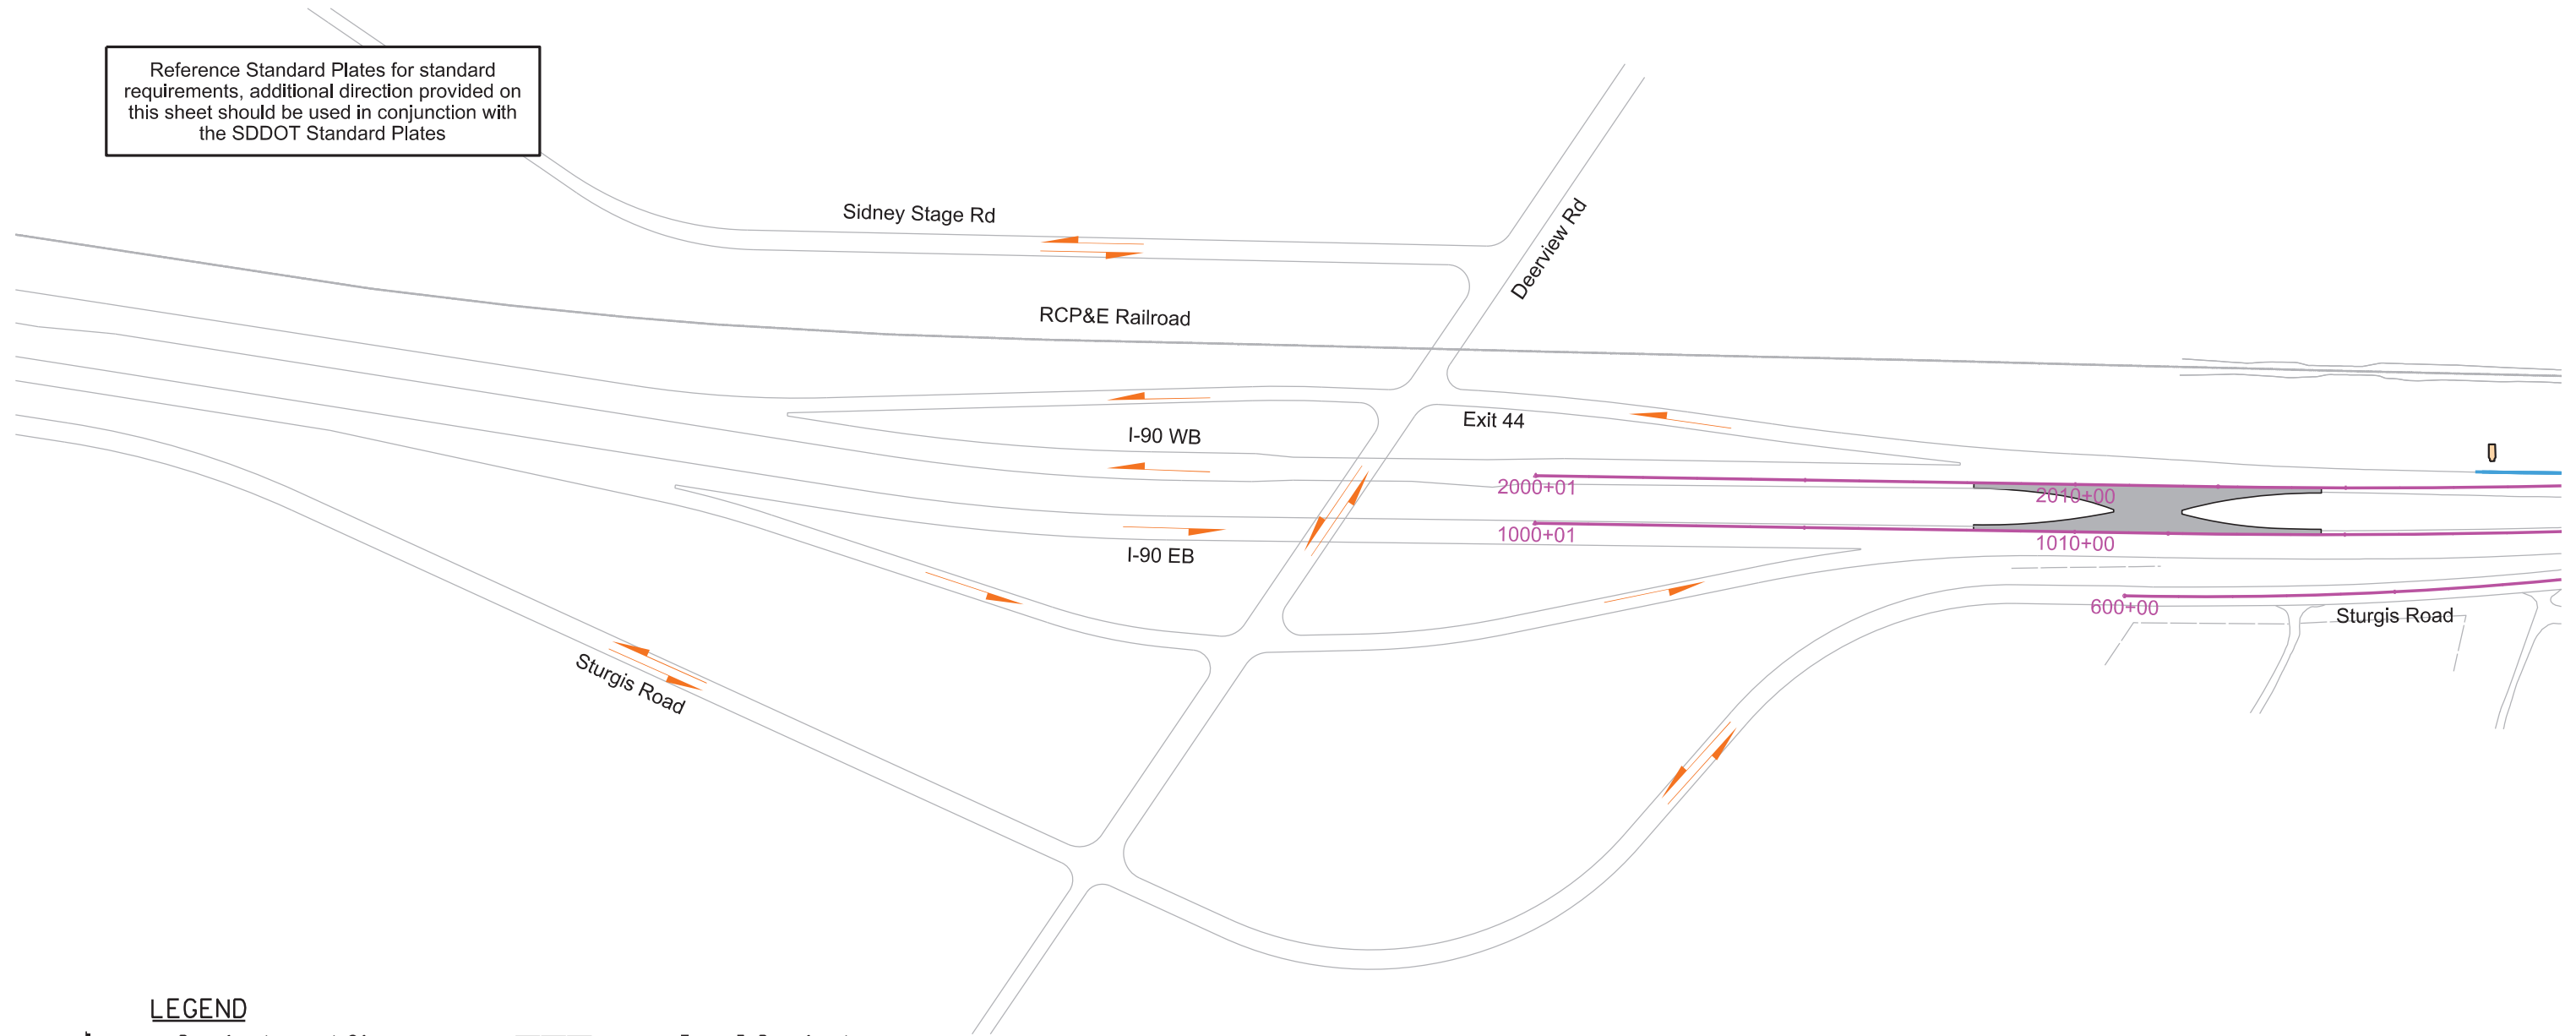 Reference Standard Plates for standard
requirements, additional direction provided on
this sheet should be used in conjunction with
the SDDOT Standard Plates
Sidney Stage Rd
Deerview Rd
RCP&E Railroad
Exit 44
I-90 WB
2000+01
2010+00
1000+01
1010+00
I-90 EB
600+00
Sturgis Road
Sturgis Road
LEGEND